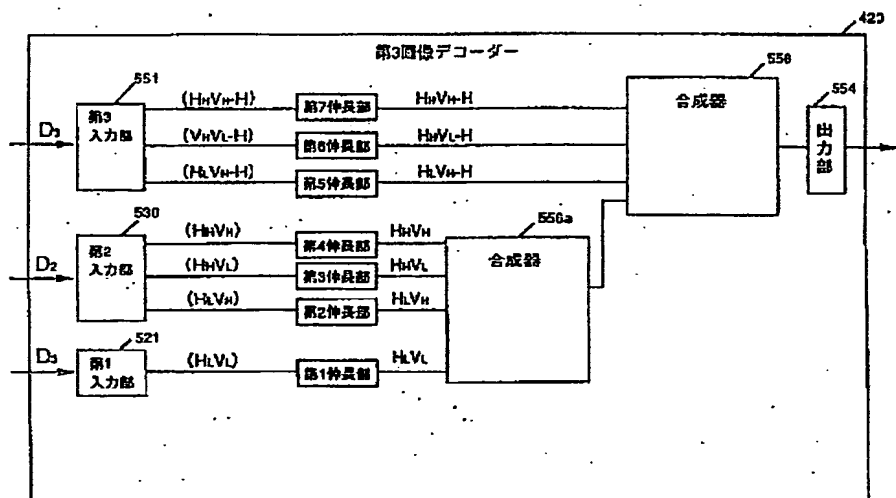 423
第3画像デコーダー
551
556
554
D₃
第3
入力部
(HHVH-H)
第7伸長部
HHVH-H
(VHVL-H)
第6伸長部
HHVL-H
(HLVH-H)
第5伸長部
HLVH-H
合成器
出力部
530
556a
D₂
第2
入力部
(HHVH)
第4伸長部
HHVH
(HHVL)
第3伸長部
HHVL
(HLVH)
第2伸長部
HLVH
合成器
521
D₃
第1
入力部
(HLVL)
第1伸長部
HLVL